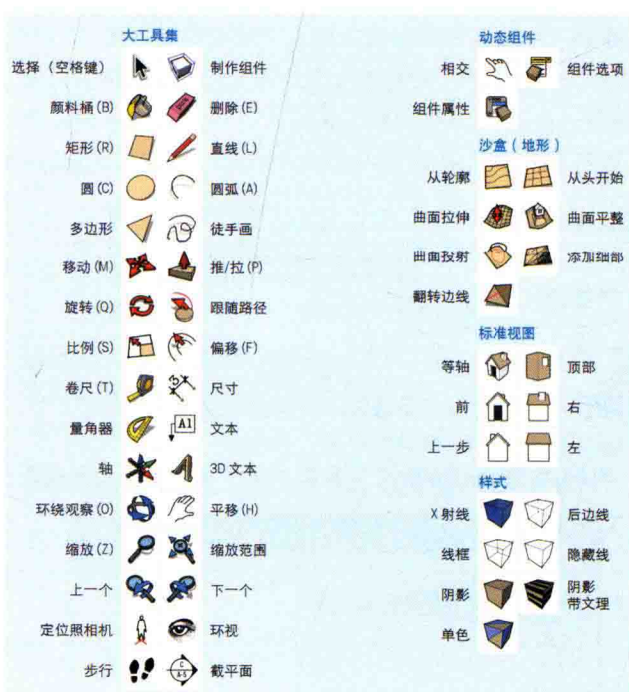 大工具集
选择（空格键） 制作组件
颜料桶(B) 删除(E)
矩形(R) 直线(L)
圆(C) 圆弧(A)
多边形 徒手画
移动(M) 推/拉(P)
旋转(Q) 跟随路径
比例(S) 偏移(F)
卷尺(T) 尺寸
量角器 A1 文本
轴 3D 文本
环绕观察(O) 平移(H)
缩放(Z) 缩放范围
上一个 下一个
定位照相机 环视
步行 C A-5 截平面
动态组件
相交 组件选项
组件属性
沙盒（地形）
从轮廓 从头开始
曲面拉伸 曲面平整
曲面投射 添加细部
翻转边线
标准视图
等轴 顶部
前 右
上一步 左
样式
X 射线 后边线
线框 隐藏线
阴影 阴影
带文理
单色